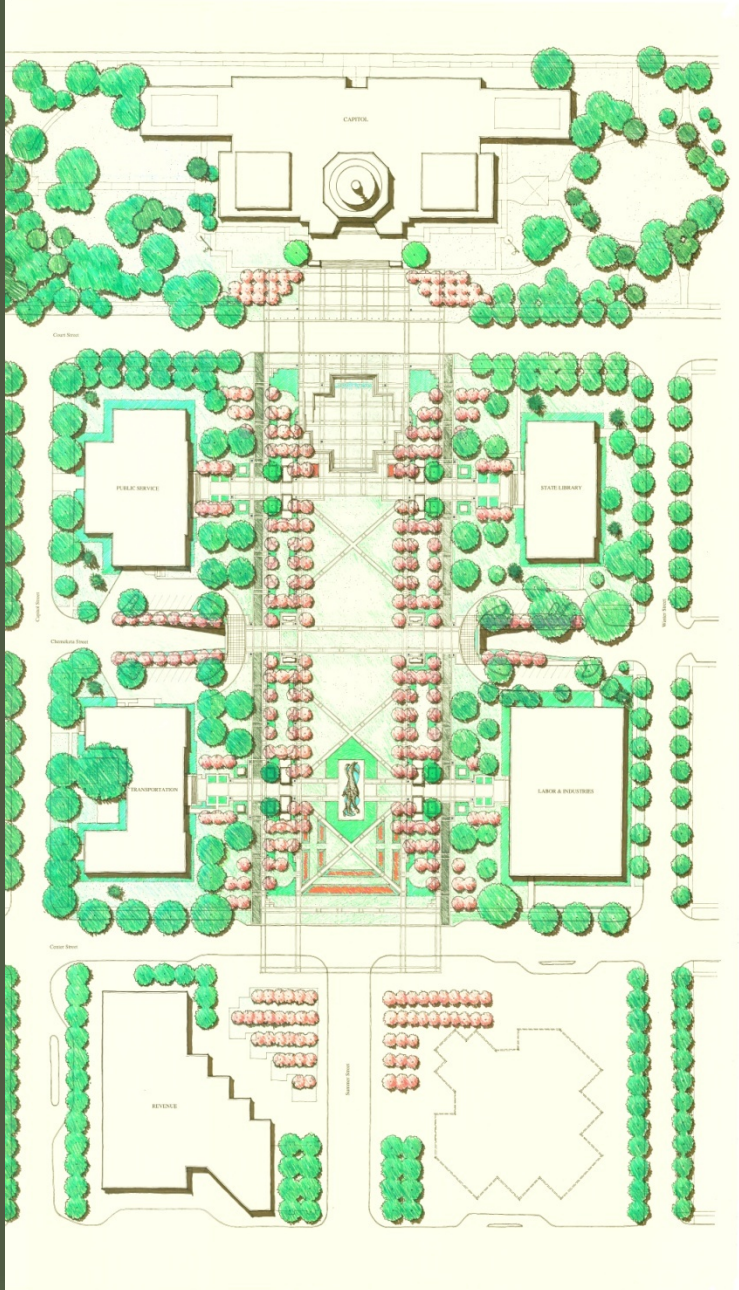 CAPITOL
Court Street
PUBLIC SERVICE
STATE LIBRARY
Capitol Street
Winter Street
Chemeketa Street
TRANSPORTATION
LABOR & INDUSTRIES
Center Street
Summer Street
REVENUE